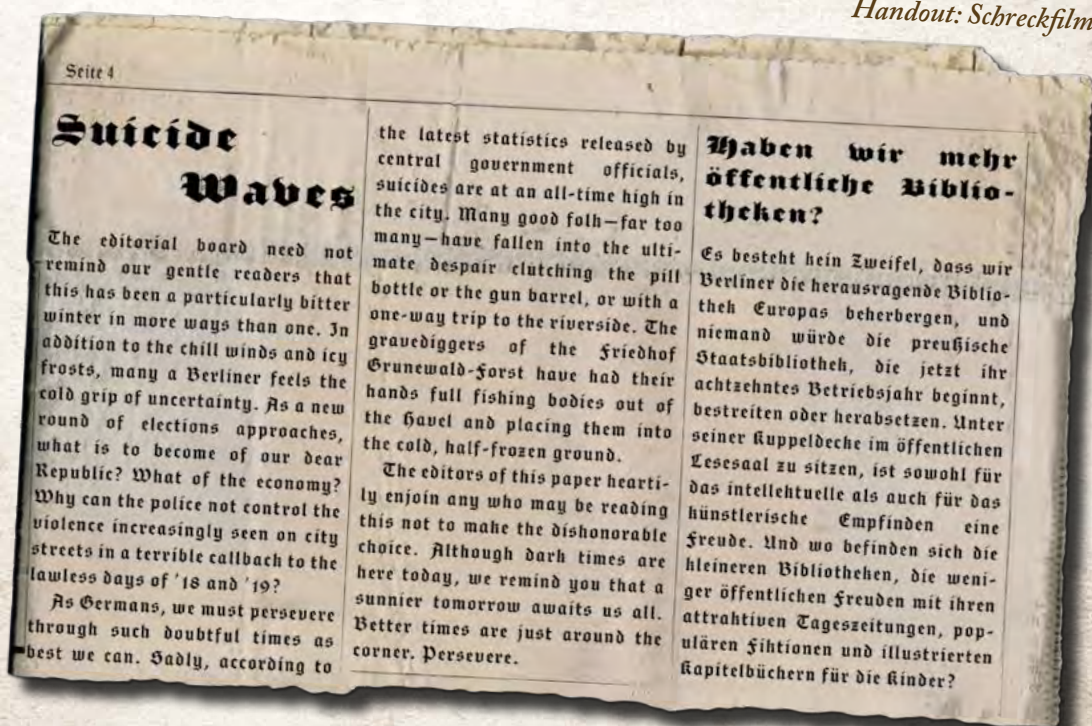 Handout: Schreckfilm
Seite 4
Suicide
Waves
The editorial board need not
remind our gentle readers that
this has been a particularly bitter
winter in more ways than one. In
addition to the chill winds and icy
frosts, many a Berliner feels the
cold grip of uncertainty. As a new
round of elections approaches,
what is to become of our dear
Republic? What of the economy?
Why can the police not control the
violence increasingly seen on city
streets in a terrible callback to the
lawless days of '18 and '19?
As Germans, we must persevere
through such doubtful times as
best we can. Sadly, according to
the latest statistics released by
central government officials,
suicides are at an all-time high in
the city. Many good folk—far too
many—have fallen into the ulti-
mate despair clutching the pill
bottle or the gun barrel, or with a
one-way trip to the riverside. The
gravediggers of the Friedhof
Grunewald-Forst have had their
hands full fishing bodies out of
the Havel and placing them into
the cold, half-frozen ground.
The editors of this paper hearti-
ly enjoin any who may be reading
this not to make the dishonorable
choice. Although dark times are
here today, we remind you that a
sunnier tomorrow awaits us all.
Better times are just around the
corner. Persevere.
Haben wir mehr
öffentliche Biblio-
theken?
Es besteht kein Zweifel, dass wir
Berliner die herausragende Biblio-
thek Europas beherbergen, und
niemand würde die preußische
Staatsbibliothek, die jetzt ihr
achtzehntes Betriebsjahr beginnt,
bestreiten oder herabsetzen. Unter
seiner Kuppeldecke im öffentlichen
Lesesaal zu sitzen, ist sowohl für
das intellektuelle als auch für das
künstlerische Empfinden eine
Freude. Und wo befinden sich die
kleineren Bibliotheken, die weni-
ger öffentlichen Freuden mit ihren
attraktiven Tageszeitungen, pop-
ulären Fiktionen und illustrierten
Kapitelbüchern für die Kinder?